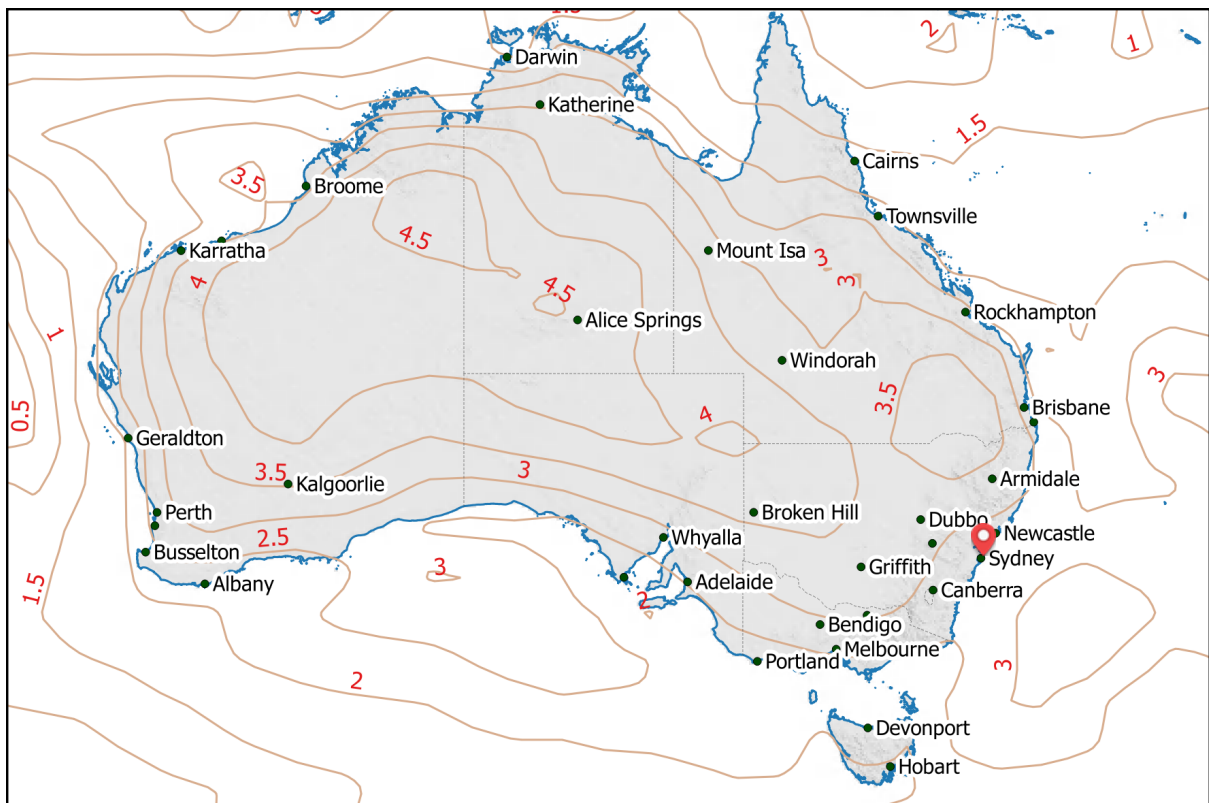 2
1
Darwin
Katherine
1.5
Cairns
3.5
Broome
Townsville
4.5
Karratha
Mount Isa
3
3
4
4.5
Alice Springs
Rockhampton
1
Windorah
3
3.5
0.5
4
Brisbane
Geraldton
3.5
Kalgoorlie
3
Armidale
Perth
Broken Hill
Dubbo
2.5
Whyalla
Newcastle
Busselton
Sydney
3
Griffith
1.5
Albany
Adelaide
Canberra
2
Bendigo
Melbourne
Portland
3
2
Devonport
Hobart